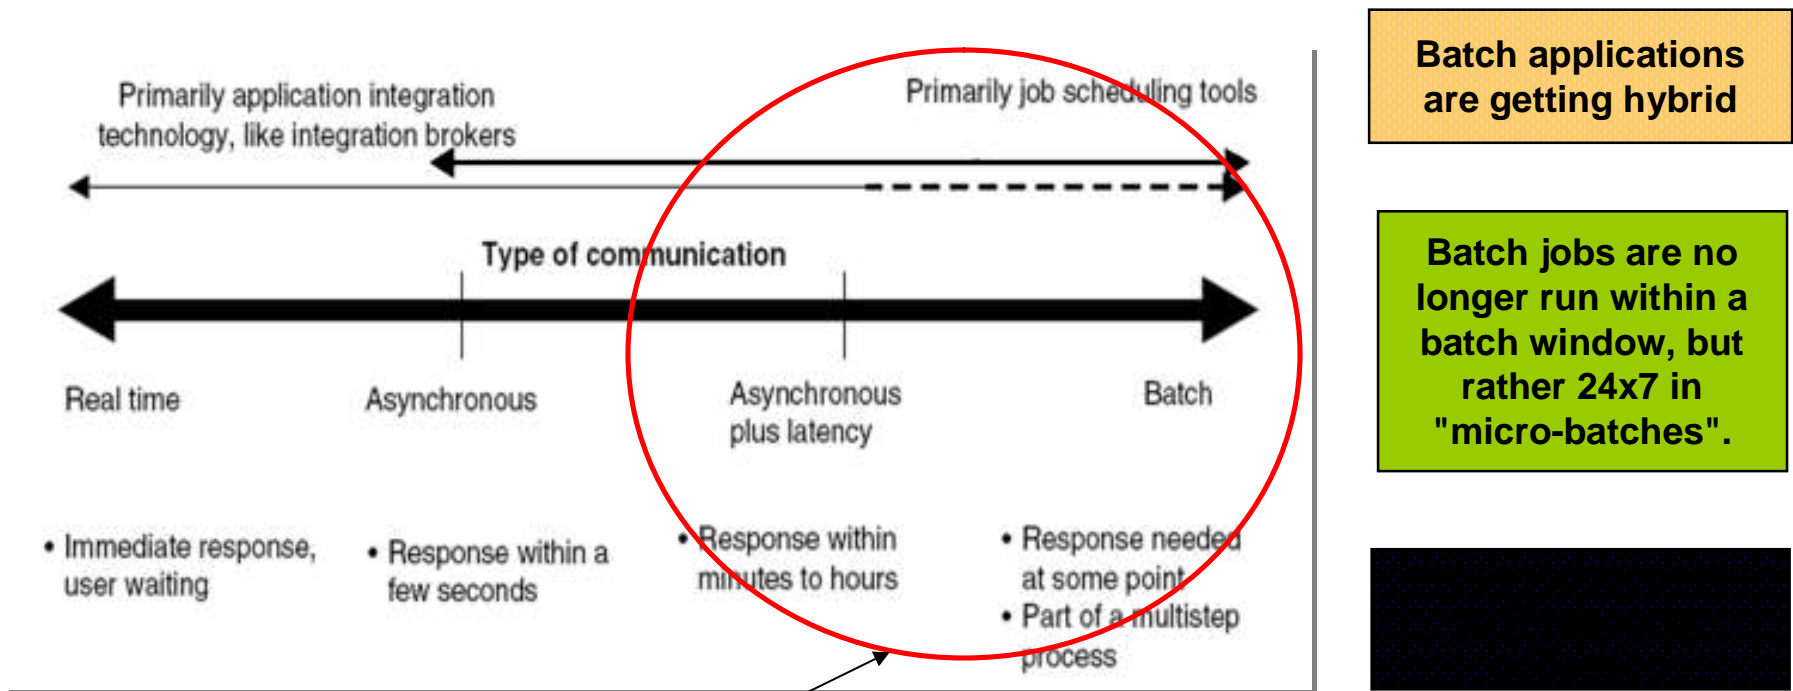 Primarily application integration
technology, like integration brokers
Primarily job scheduling tools
Type of communication
Real time
Asynchronous
Asynchronous
plus latency
Batch
• Immediate response,
user waiting
• Response within a
few seconds
• Response within
minutes to hours
• Response needed
at some point
• Part of a multistep
process
Batch applications
are getting hybrid
Batch jobs are no
longer run within a
batch window, but
rather 24x7 in
"micro-batches".